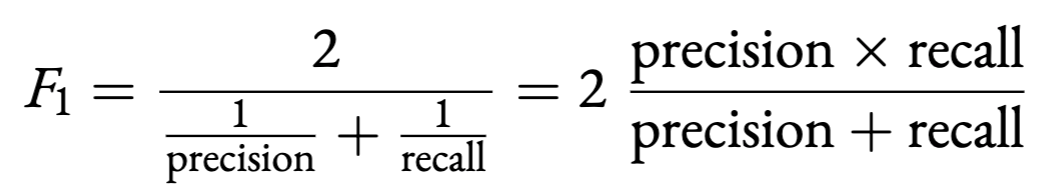 F₁ = 2 / (1/precision + 1/recall) = 2 (precision × recall) / (precision + recall)